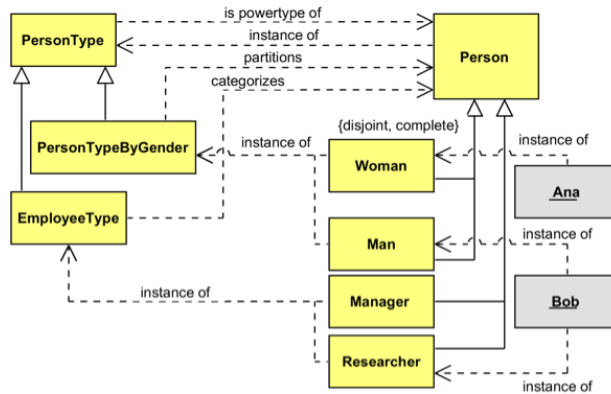 is powertype of
PersonType
instance of
Person
partitions
categorizes
{disjoint, complete}
PersonTypeByGender
instance of
instance of
Woman
Ana
EmployeeType
instance of
Man
instance of
Manager
Bob
Researcher
instance of